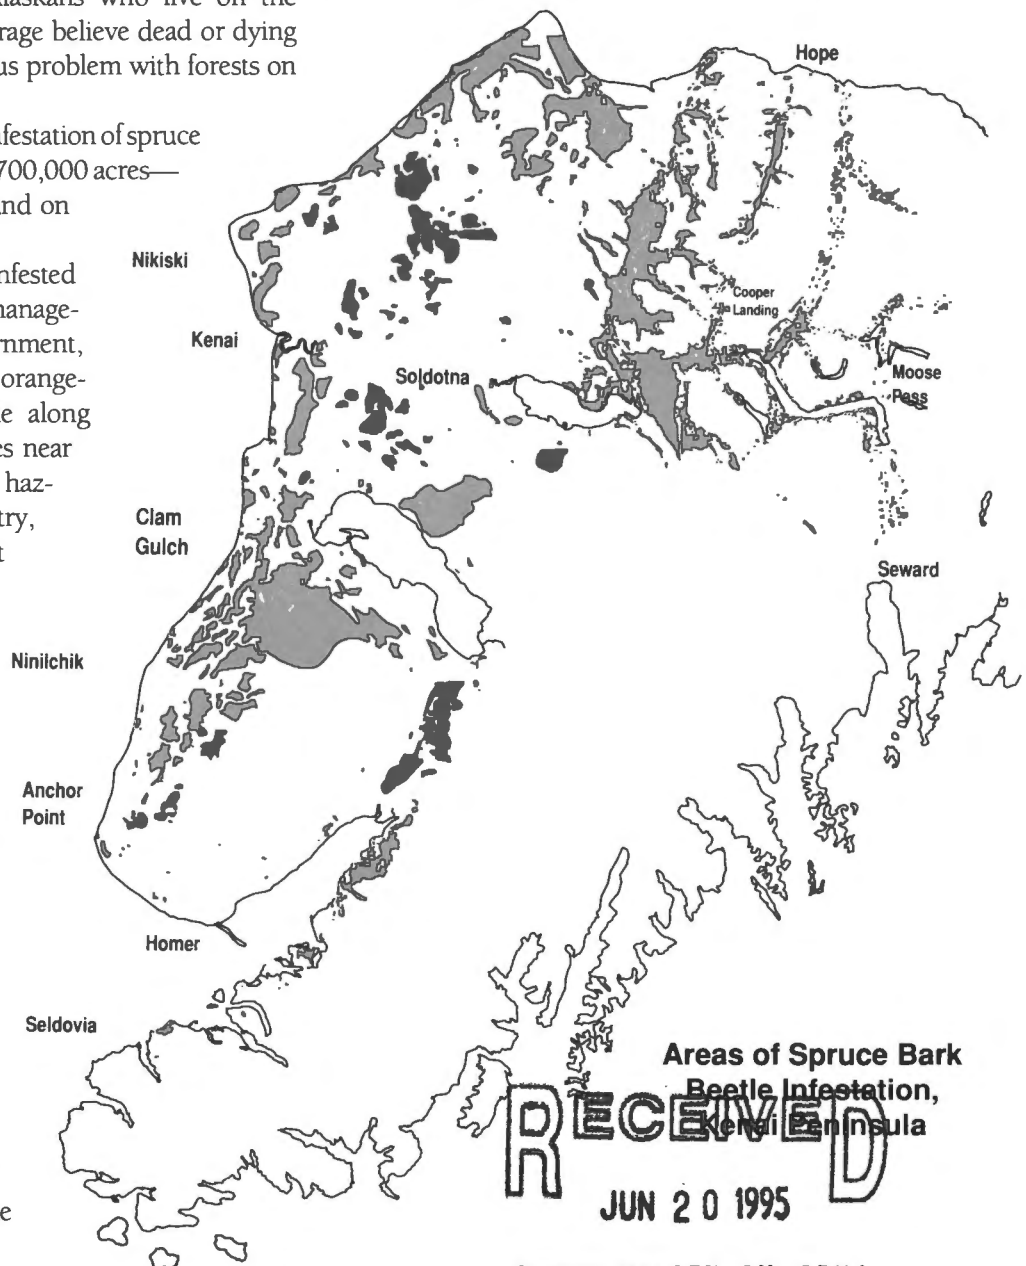 Alaskans who live on the
rage believe dead or dying
us problem with forests on
nfestation of spruce
700,000 acres—
and on
nfested
manage-
rnment,
orange-
e along
es near
haz-
try,
t
e
Hope
Nikiski
Kenai
Cooper
Landing
Soldotna
Moose
Pass
Clam
Gulch
Seward
Ninilchik
Anchor
Point
Homer
Seldovia
Areas of Spruce Bark
Beetle Infestation,
Kenai Peninsula
RECEIVED
JUN 20 1995